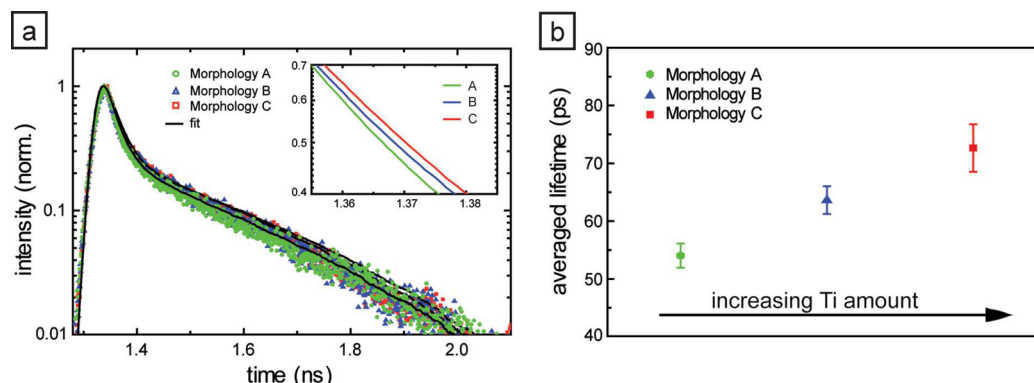 a
intensity (norm.)
1
0.1
0.01
Morphology A
Morphology B
Morphology C
fit
0.7
0.6
0.5
0.4
A
B
C
1.36 1.37 1.38
1.4 1.6 1.8 2.0
time (ns)
b
averaged lifetime (ps)
90
80
70
60
50
40
Morphology A
Morphology B
Morphology C
increasing Ti amount